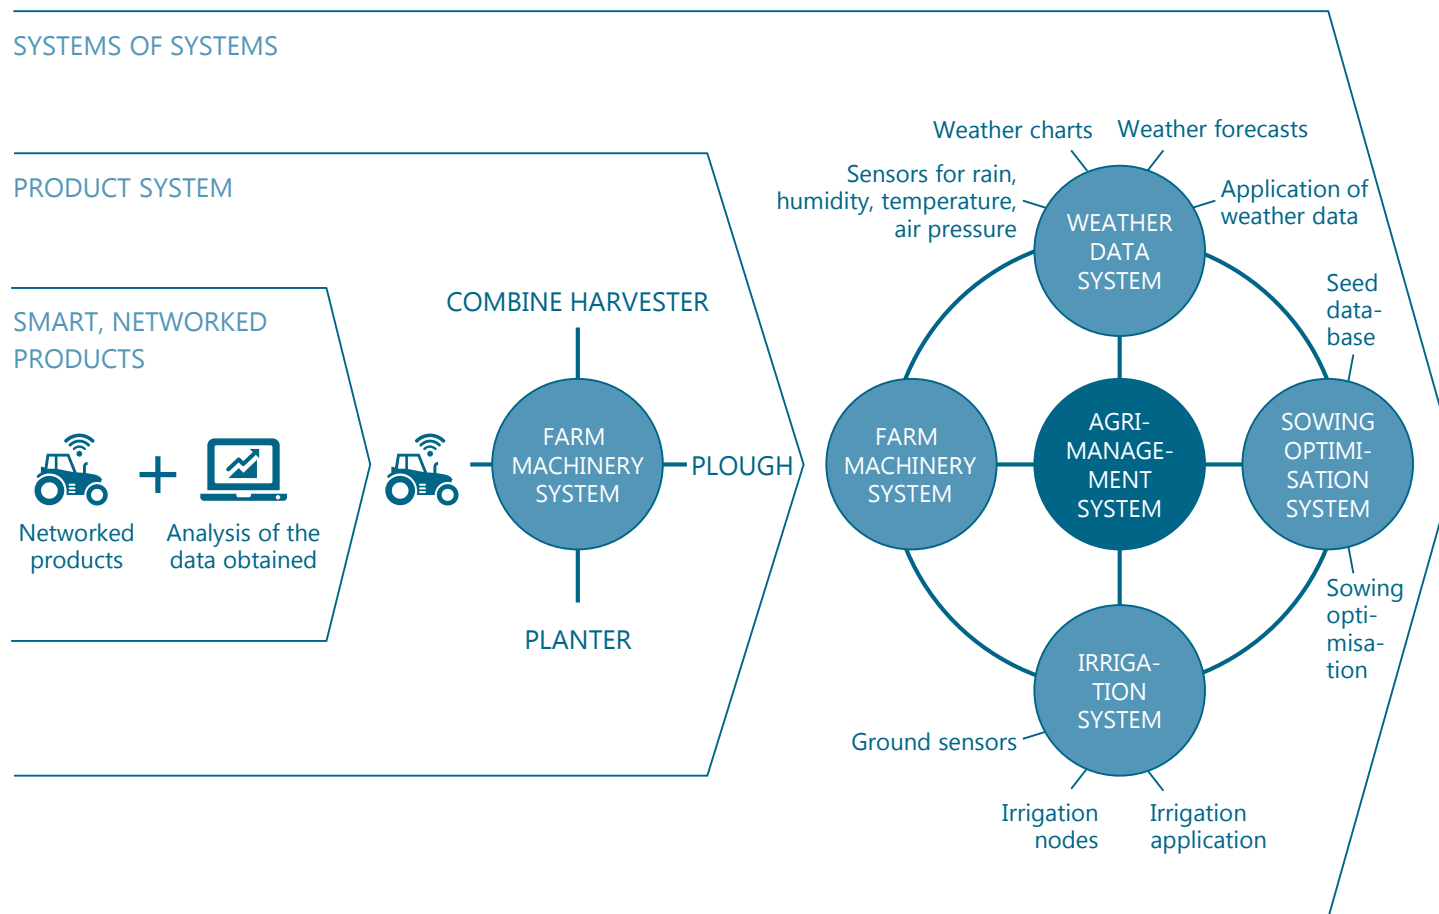 SYSTEMS OF SYSTEMS
PRODUCT SYSTEM
SMART, NETWORKED
PRODUCTS
Networked
products
Analysis of the
data obtained
COMBINE HARVESTER
FARM
MACHINERY
SYSTEM
PLOUGH
PLANTER
Weather charts
Weather forecasts
Sensors for rain,
humidity, temperature,
air pressure
Application of
weather data
WEATHER
DATA
SYSTEM
Seed
data-
base
FARM
MACHINERY
SYSTEM
AGRI-
MANAGE-
MENT
SYSTEM
SOWING
OPTIMI-
SATION
SYSTEM
Sowing
opti-
misa-
tion
IRRIGA-
TION
SYSTEM
Ground sensors
Irrigation
nodes
Irrigation
application